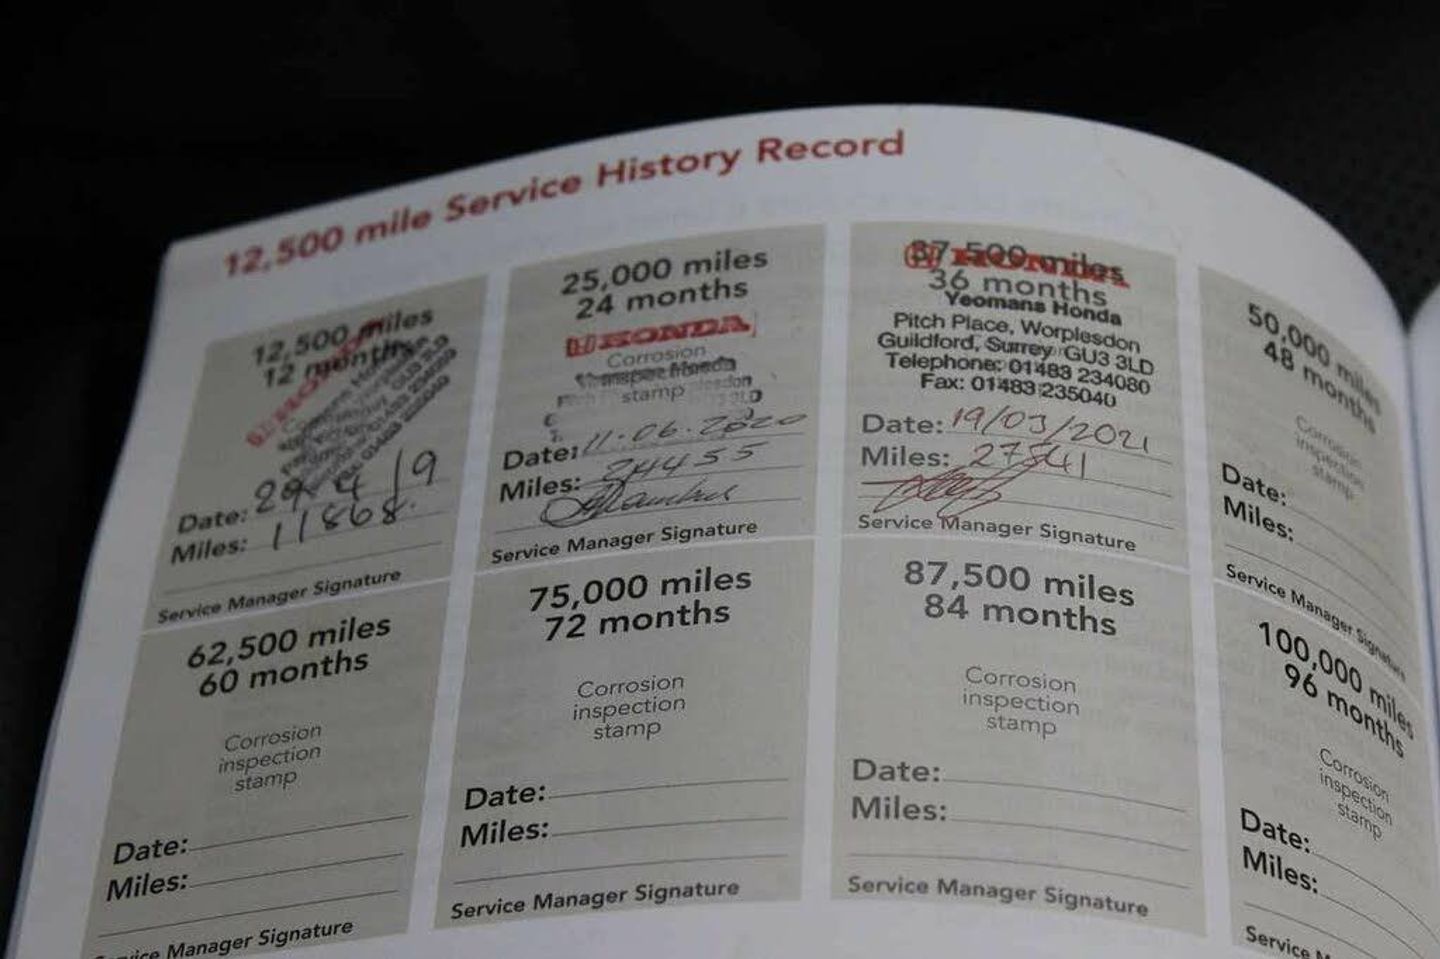 12,500 mile Service History Record
12,500 miles
12 months
Date: 29 4 19
Miles: 11868.
Service Manager Signature
25,000 miles
24 months
HONDA
Corrosion
stamp
Date: 11.06.2020
Miles: 24455
Service Manager Signature
37,500 miles
HONDA
36 months
Yeomans Honda
Pitch Place, Worplesdon
Guildford, Surrey GU3 3LD
Telephone: 01483 234080
Fax: 01483 235040
Date: 19/03/2021
Miles: 27541
Service Manager Signature
50,000 miles
48 months
Corrosion
inspection
stamp
Date:
Miles:
Service Manager Signature
62,500 miles
60 months
Corrosion
inspection
stamp
Date:
Miles:
Service Manager Signature
75,000 miles
72 months
Corrosion
inspection
stamp
Date:
Miles:
Service Manager Signature
87,500 miles
84 months
Corrosion
inspection
stamp
Date:
Miles:
Service Manager Signature
100,000 miles
96 months
Corrosion
inspection
stamp
Date:
Miles:
Service